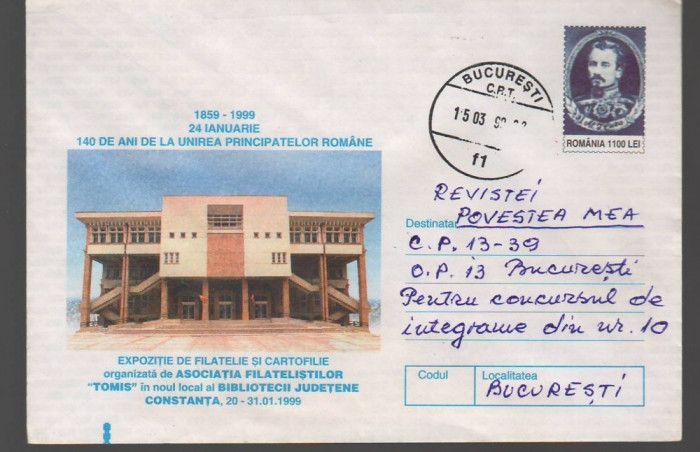 1859 - 1999
24 IANUARIE
140 DE ANI DE LA UNIREA PRINCIPATELOR ROMÂNE
EXPOZIŢIE DE FILATELIE ŞI CARTOFILIE
organizată de ASOCIAŢIA FILATELIŞTILOR
"TOMIS" în noul local al BIBLIOTECII JUDEŢENE
CONSTANŢA, 20 - 31.01.1999
BUCUREŞTI
C.P.T.
15 03
11
ROMÂNIA 1100 LEI
REVISTEI
Destinatar POVESTEA MEA
C.P. 13-39
O.P. 13 Bucureşti
Pentru concursul de
integrame din nr. 10
Codul
Localitatea
BUCUREŞTI